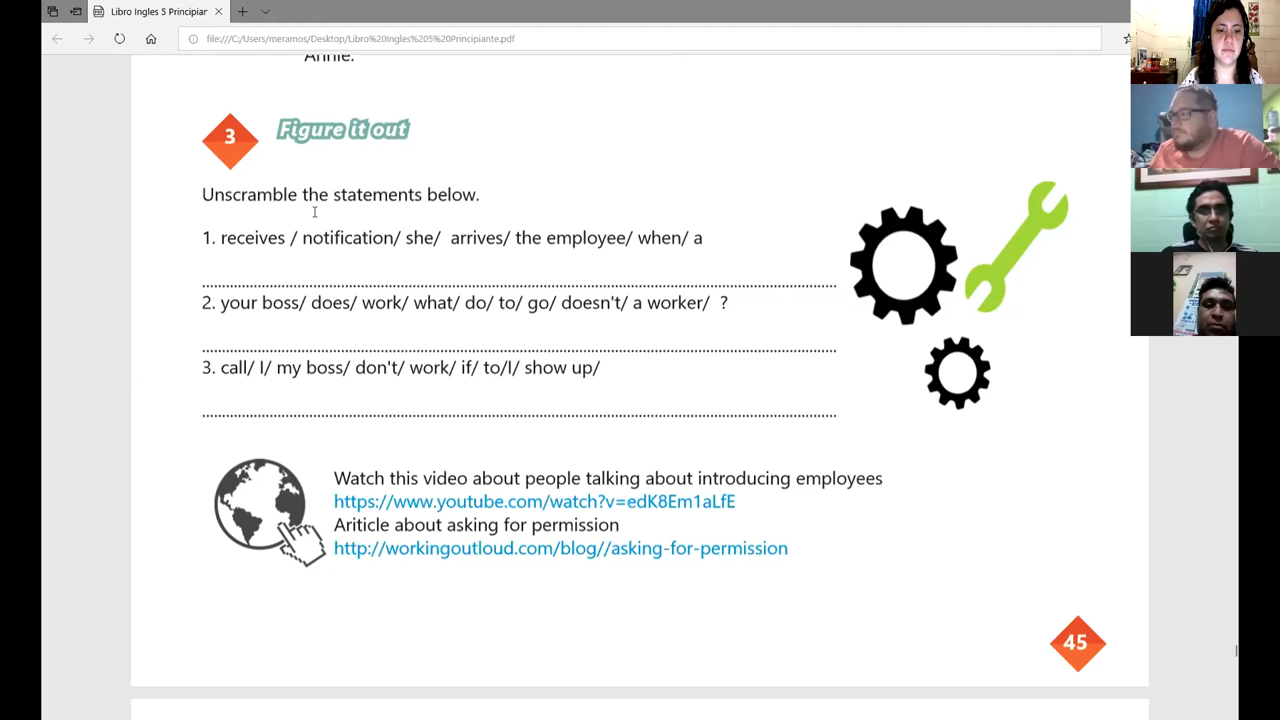 Libro Ingles 5 Principiar
file:///C:/Users/meramos/Desktop/Libro%20Ingles%205%20Principiante.pdf
Annie.
3
Figure it out
Unscramble the statements below.
1. receives / notification/ she/ arrives/ the employee/ when/ a
2. your boss/ does/ work/ what/ do/ to/ go/ doesn't/ a worker/ ?
3. call/ I/ my boss/ don't/ work/ if/ to/I/ show up/
Watch this video about people talking about introducing employees
https://www.youtube.com/watch?v=edK8Em1aLfE
Ariticle about asking for permission
http://workingoutloud.com/blog//asking-for-permission
45